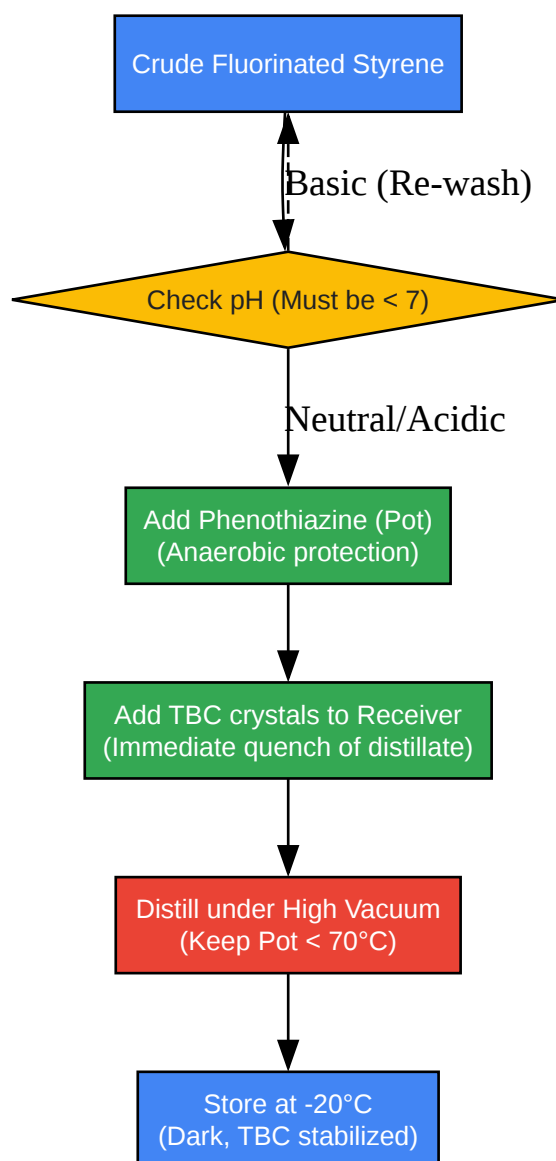 Crude Fluorinated Styrene
Basic (Re-wash)
Check pH (Must be < 7)
Neutral/Acidic
Add Phenothiazine (Pot)
(Anaerobic protection)
Add TBC crystals to Receiver
(Immediate quench of distillate)
Distill under High Vacuum
(Keep Pot < 70°C)
Store at -20°C
(Dark, TBC stabilized)